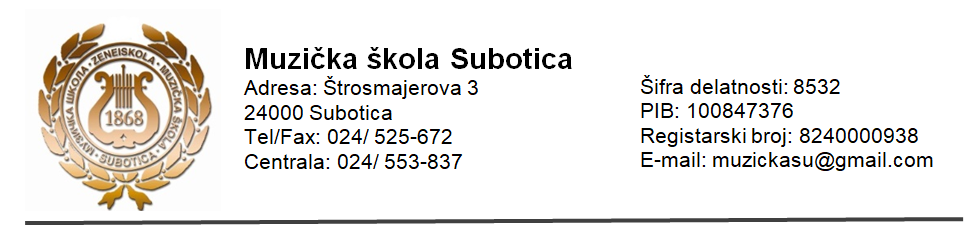 МУЗИЧКА ШКОЛА · ZENEISKOLA · MUZIČKA ŠKOLA
1868
· SUBOTICA ·
Muzička škola Subotica
Adresa: Štrosmajerova 3
24000 Subotica
Tel/Fax: 024/ 525-672
Centrala: 024/ 553-837
Šifra delatnosti: 8532
PIB: 100847376
Registarski broj: 8240000938
E-mail: muzickasu@gmail.com